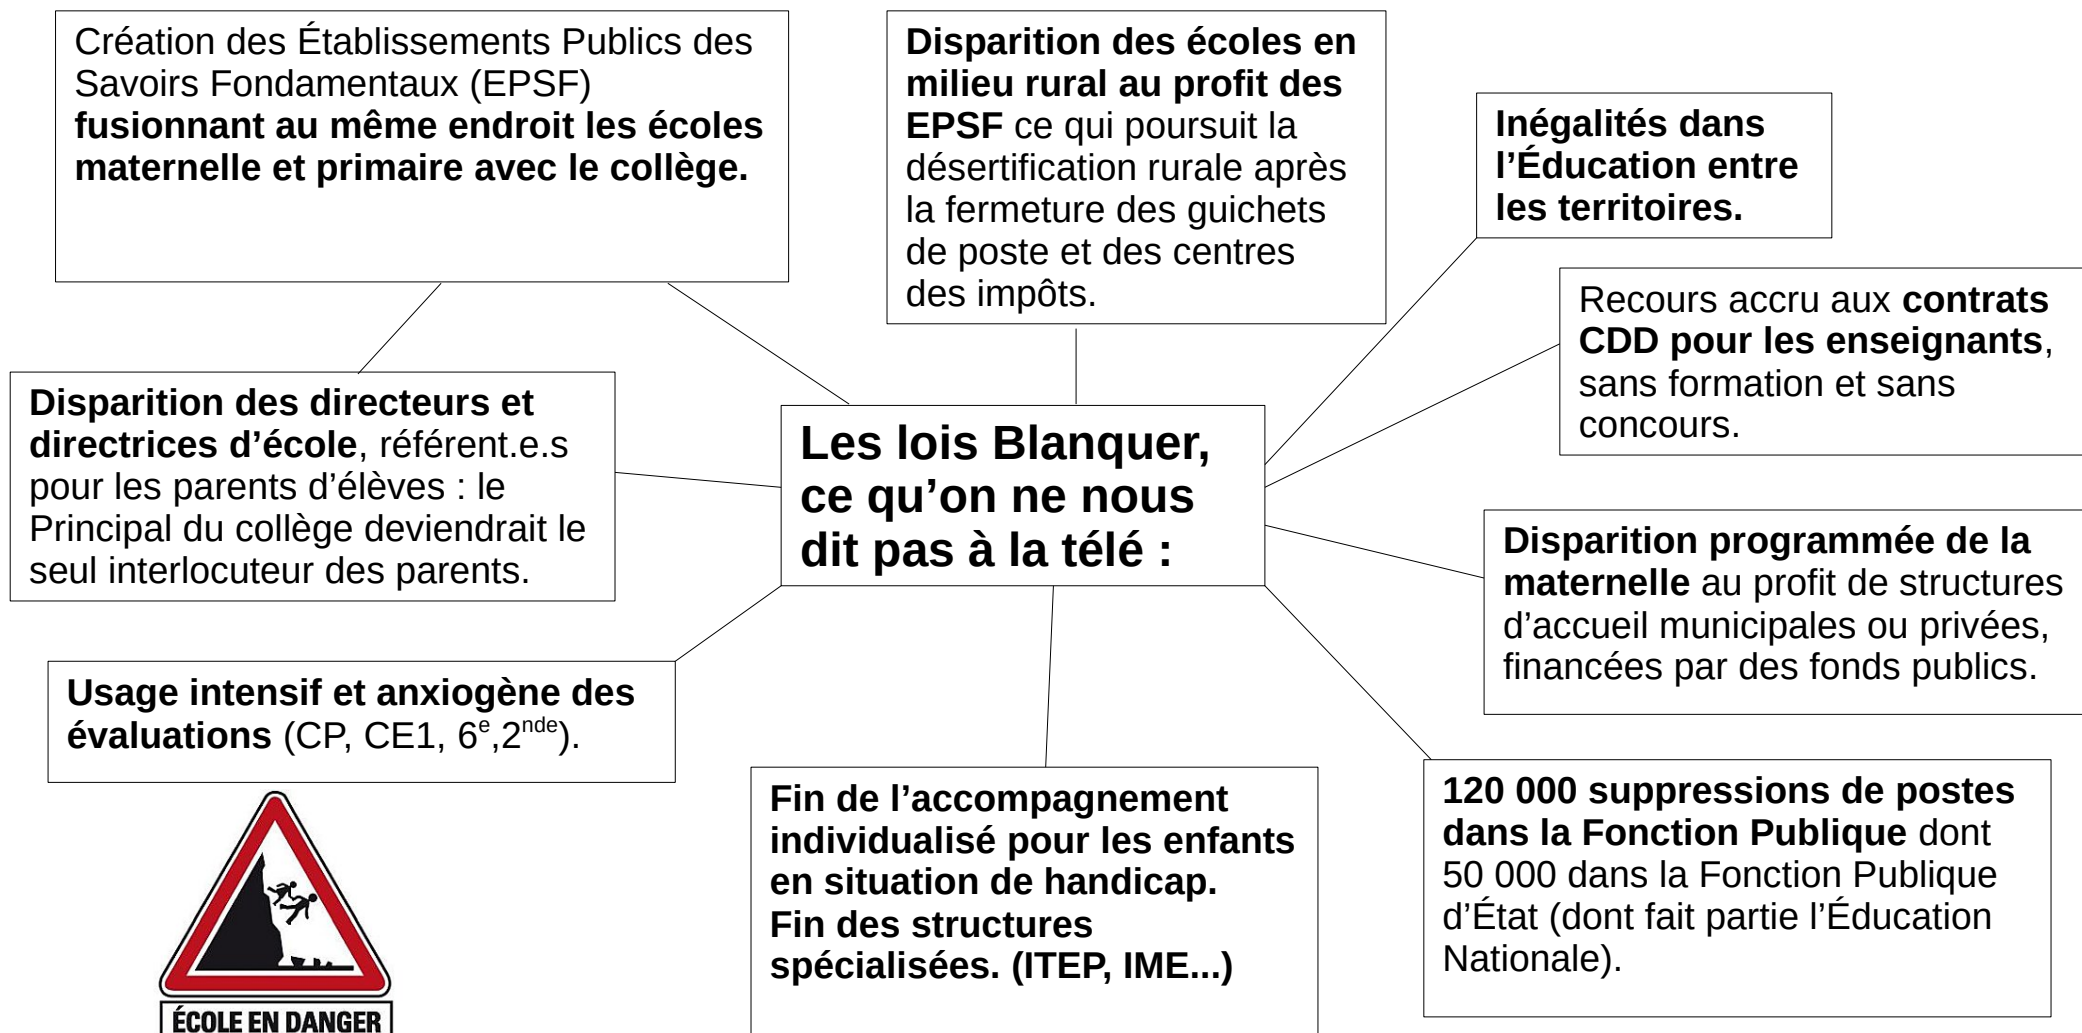 Création des Établissements Publics des
Savoirs Fondamentaux (EPSF)
fusionnant au même endroit les écoles
maternelle et primaire avec le collège.
Disparition des écoles en
milieu rural au profit des
EPSF ce qui poursuit la
désertification rurale après
la fermeture des guichets
de poste et des centres
des impôts.
Inégalités dans
l’Éducation entre
les territoires.
Recours accru aux contrats
CDD pour les enseignants,
sans formation et sans
concours.
Disparition des directeurs et
directrices d’école, référent.e.s
pour les parents d’élèves : le
Principal du collège deviendrait le
seul interlocuteur des parents.
Les lois Blanquer,
ce qu’on ne nous
dit pas à la télé :
Disparition programmée de la
maternelle au profit de structures
d’accueil municipales ou privées,
financées par des fonds publics.
Usage intensif et anxiogène des
évaluations (CP, CE1, 6e,2nde).
Fin de l’accompagnement
individualisé pour les enfants
en situation de handicap.
Fin des structures
spécialisées. (ITEP, IME...)
120 000 suppressions de postes
dans la Fonction Publique dont
50 000 dans la Fonction Publique
d’État (dont fait partie l’Éducation
Nationale).
ÉCOLE EN DANGER